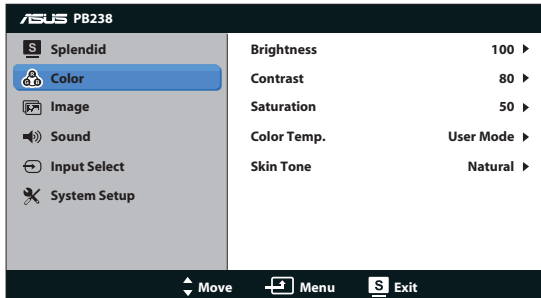 ASUS PB238
S Splendid
Color
Image
Sound
Input Select
System Setup
Brightness 100
Contrast 80
Saturation 50
Color Temp. User Mode
Skin Tone Natural
Move Menu S Exit